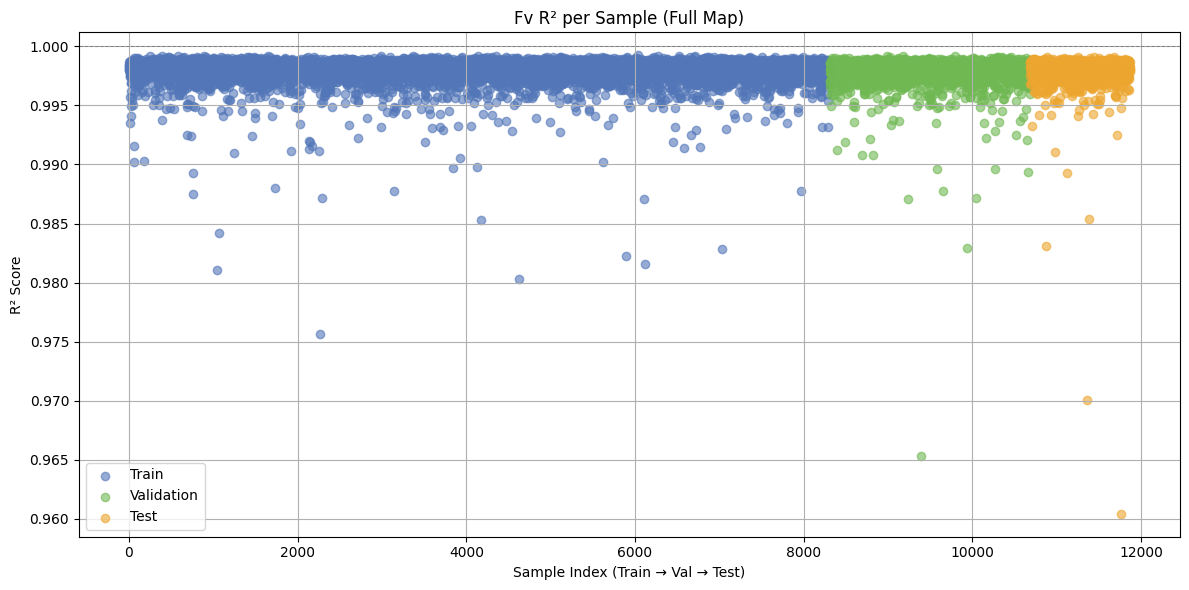 Fv R² per Sample (Full Map)
R² Score
1.000
0.995
0.990
0.985
0.980
0.975
0.970
0.965
0.960
Train
Validation
Test
0 2000 4000 6000 8000 10000 12000
Sample Index (Train → Val → Test)